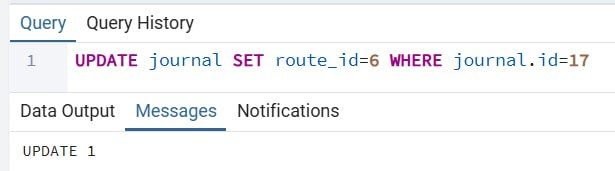 Query Query History
1 UPDATE journal SET route_id=6 WHERE journal.id=17
Data Output Messages Notifications
UPDATE 1